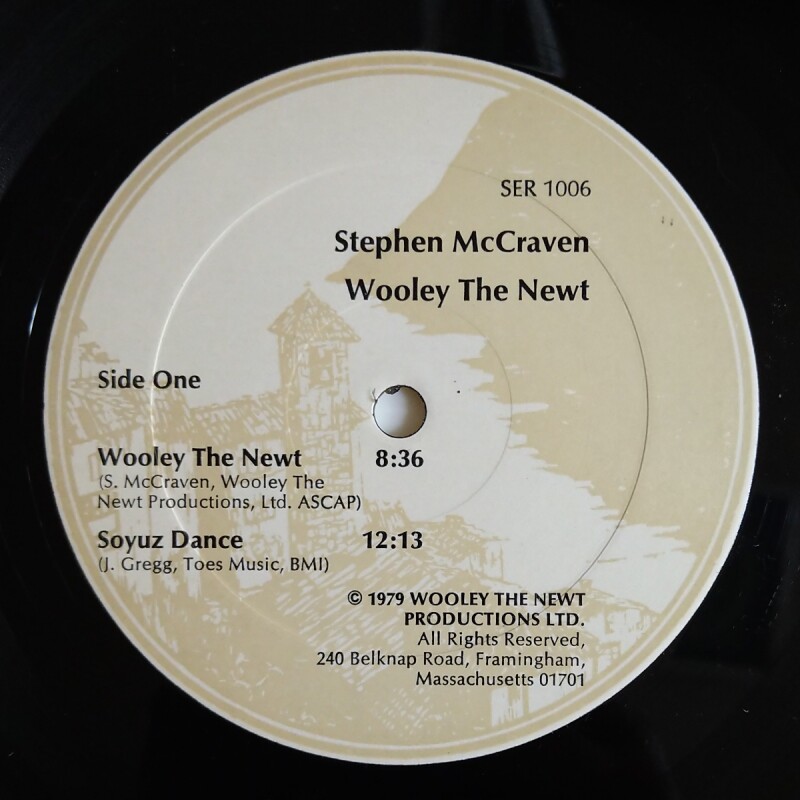 SER 1006
Stephen McCraven
Wooley The Newt
Side One
Wooley The Newt 8:36
(S. McCraven, Wooley The
Newt Productions, Ltd. ASCAP)
Soyuz Dance 12:13
(J. Gregg, Toes Music, BMI)
© 1979 WOOLEY THE NEWT
PRODUCTIONS LTD.
All Rights Reserved,
240 Belknap Road, Framingham,
Massachusetts 01701